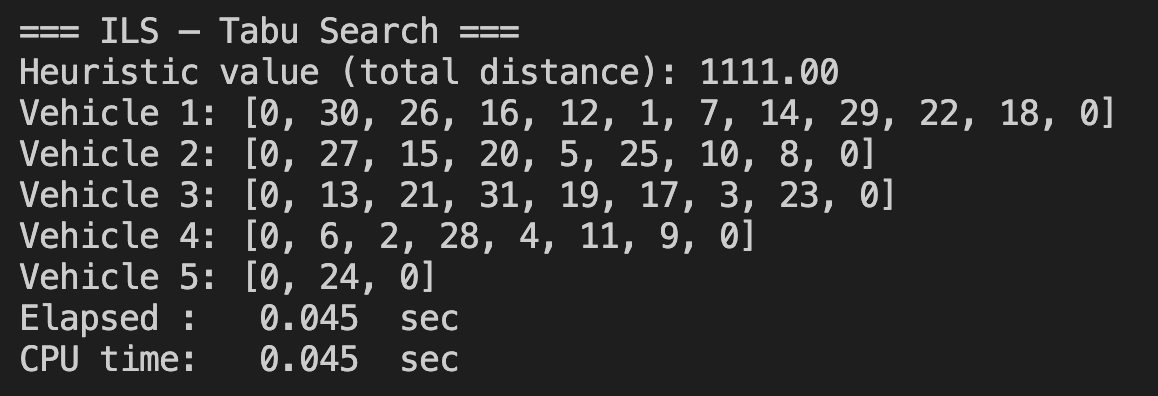 === ILS – Tabu Search ===
Heuristic value (total distance): 1111.00
Vehicle 1: [0, 30, 26, 16, 12, 1, 7, 14, 29, 22, 18, 0]
Vehicle 2: [0, 27, 15, 20, 5, 25, 10, 8, 0]
Vehicle 3: [0, 13, 21, 31, 19, 17, 3, 23, 0]
Vehicle 4: [0, 6, 2, 28, 4, 11, 9, 0]
Vehicle 5: [0, 24, 0]
Elapsed :   0.045  sec
CPU time:   0.045  sec